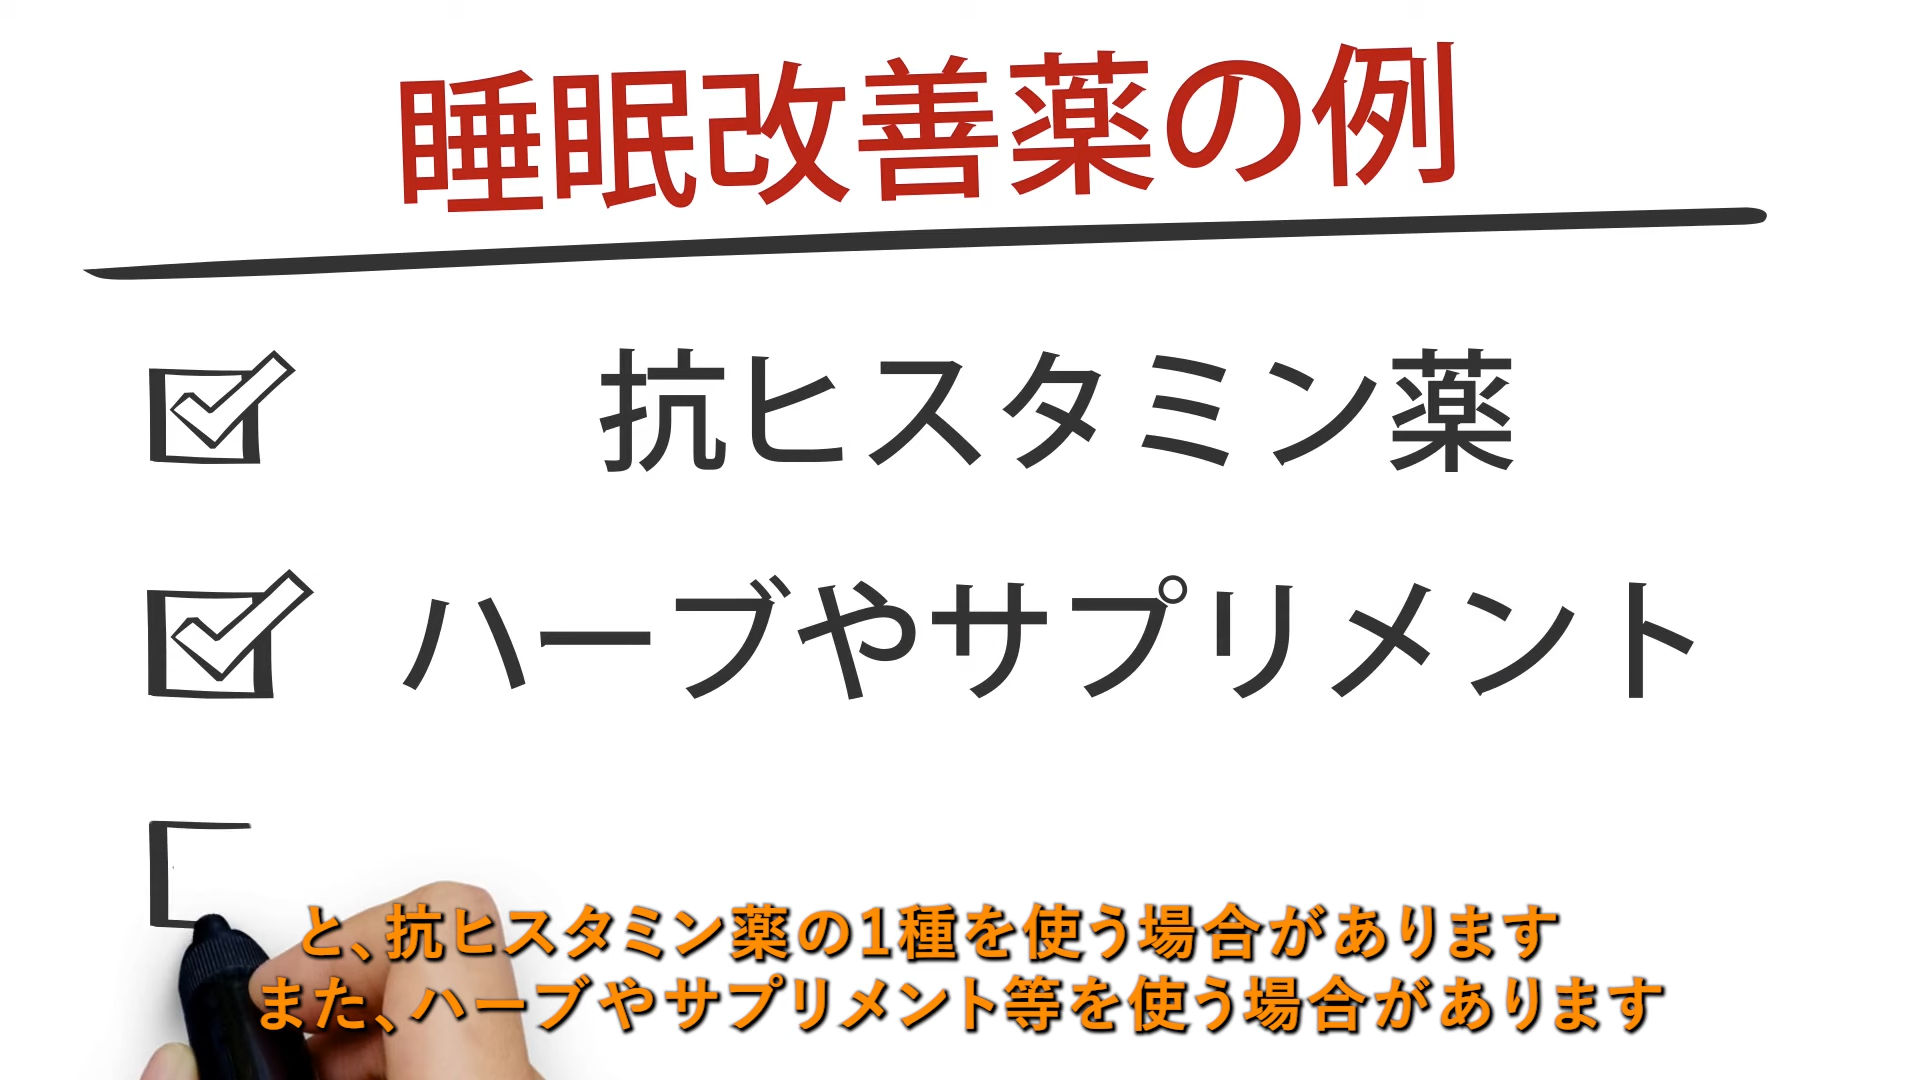 睡眠改善薬の例
抗ヒスタミン薬
ハーブやサプリメント
と、抗ヒスタミン薬の1種を使う場合があります
また、ハーブやサプリメント等を使う場合があります